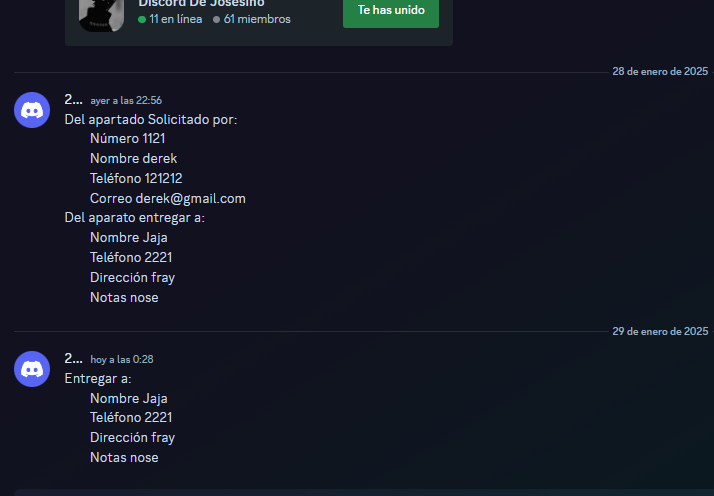 Discord De Josesino
11 en línea 61 miembros
Te has unido
28 de enero de 2025
2... ayer a las 22:56
Del apartado Solicitado por:
Número 1121
Nombre derek
Teléfono 121212
Correo derek@gmail.com
Del aparato entregar a:
Nombre Jaja
Teléfono 2221
Dirección fray
Notas nose
29 de enero de 2025
2... hoy a las 0:28
Entregar a:
Nombre Jaja
Teléfono 2221
Dirección fray
Notas nose